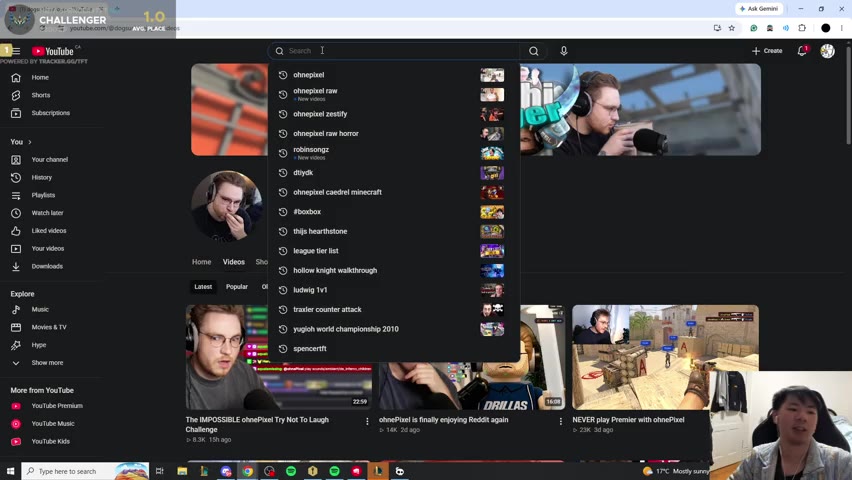 CHALLENGER
1.0
AVG. PLACE
Ask Gemini
1
POWERED BY TRACKER.GG/TFT
YouTube
CA
Search
Create
Home
Shorts
Subscriptions
You
Your channel
History
Playlists
Watch later
Liked videos
Your videos
Downloads
Explore
Music
Movies & TV
Hype
Show more
More from YouTube
YouTube Premium
YouTube Music
YouTube Kids
ohnepixel
ohnepixel raw
New videos
ohnepixel zestify
ohnepixel raw horror
robinsongz
New videos
dtiydk
ohnepixel caedrel minecraft
#boxbox
thijs hearthstone
league tier list
hollow knight walkthrough
ludwig 1v1
traxler counter attack
yugioh world championship 2010
spencertft
Home
Videos
Sho
Latest
Popular
22:59
16:08
DRILLAS
The IMPOSSIBLE ohnePixel Try Not To Laugh
Challenge
8.3K 15h ago
ohnePixel is finally enjoying Reddit again
14K 2d ago
NEVER play Premier with ohnePixel
23K 3d ago
Type here to search
17°C Mostly sunny